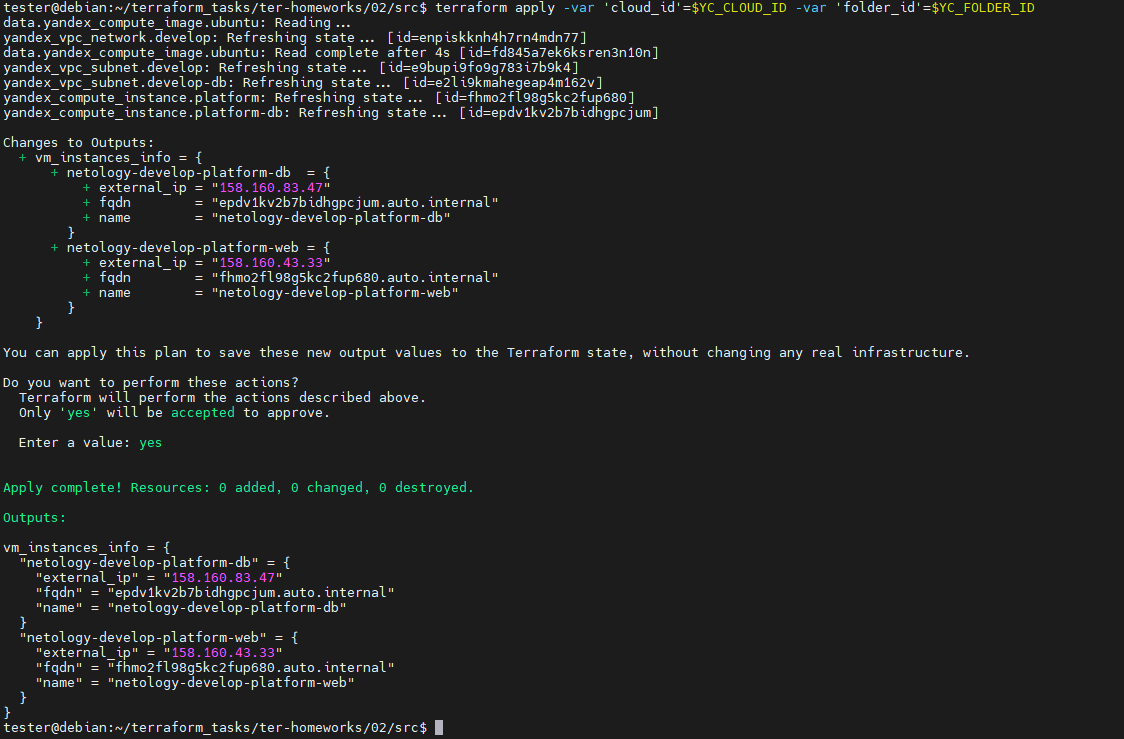 tester@debian:~/terraform_tasks/ter-homeworks/02/src$ terraform apply -var 'cloud_id'=$YC_CLOUD_ID -var 'folder_id'=$YC_FOLDER_ID
data.yandex_compute_image.ubuntu: Reading...
yandex_vpc_network.develop: Refreshing state... [id=enpiskknh4h7rn4mdn77]
data.yandex_compute_image.ubuntu: Read complete after 4s [id=fd845a7ek6ksren3n10n]
yandex_vpc_subnet.develop: Refreshing state... [id=e9bupi9fo9g783i7b9k4]
yandex_vpc_subnet.develop-db: Refreshing state... [id=e2li9kmahegeap4m162v]
yandex_compute_instance.platform: Refreshing state... [id=fhmo2fl98g5kc2fup680]
yandex_compute_instance.platform-db: Refreshing state... [id=epdv1kv2b7bidhgpcjum]

Changes to Outputs:
  + vm_instances_info = {
      + netology-develop-platform-db  = {
          + external_ip = "158.160.83.47"
          + fqdn        = "epdv1kv2b7bidhgpcjum.auto.internal"
          + name        = "netology-develop-platform-db"
        }
      + netology-develop-platform-web = {
          + external_ip = "158.160.43.33"
          + fqdn        = "fhmo2fl98g5kc2fup680.auto.internal"
          + name        = "netology-develop-platform-web"
        }
    }

You can apply this plan to save these new output values to the Terraform state, without changing any real infrastructure.

Do you want to perform these actions?
  Terraform will perform the actions described above.
  Only 'yes' will be accepted to approve.

  Enter a value: yes


Apply complete! Resources: 0 added, 0 changed, 0 destroyed.

Outputs:

vm_instances_info = {
  "netology-develop-platform-db" = {
    "external_ip" = "158.160.83.47"
    "fqdn" = "epdv1kv2b7bidhgpcjum.auto.internal"
    "name" = "netology-develop-platform-db"
  }
  "netology-develop-platform-web" = {
    "external_ip" = "158.160.43.33"
    "fqdn" = "fhmo2fl98g5kc2fup680.auto.internal"
    "name" = "netology-develop-platform-web"
  }
}
tester@debian:~/terraform_tasks/ter-homeworks/02/src$